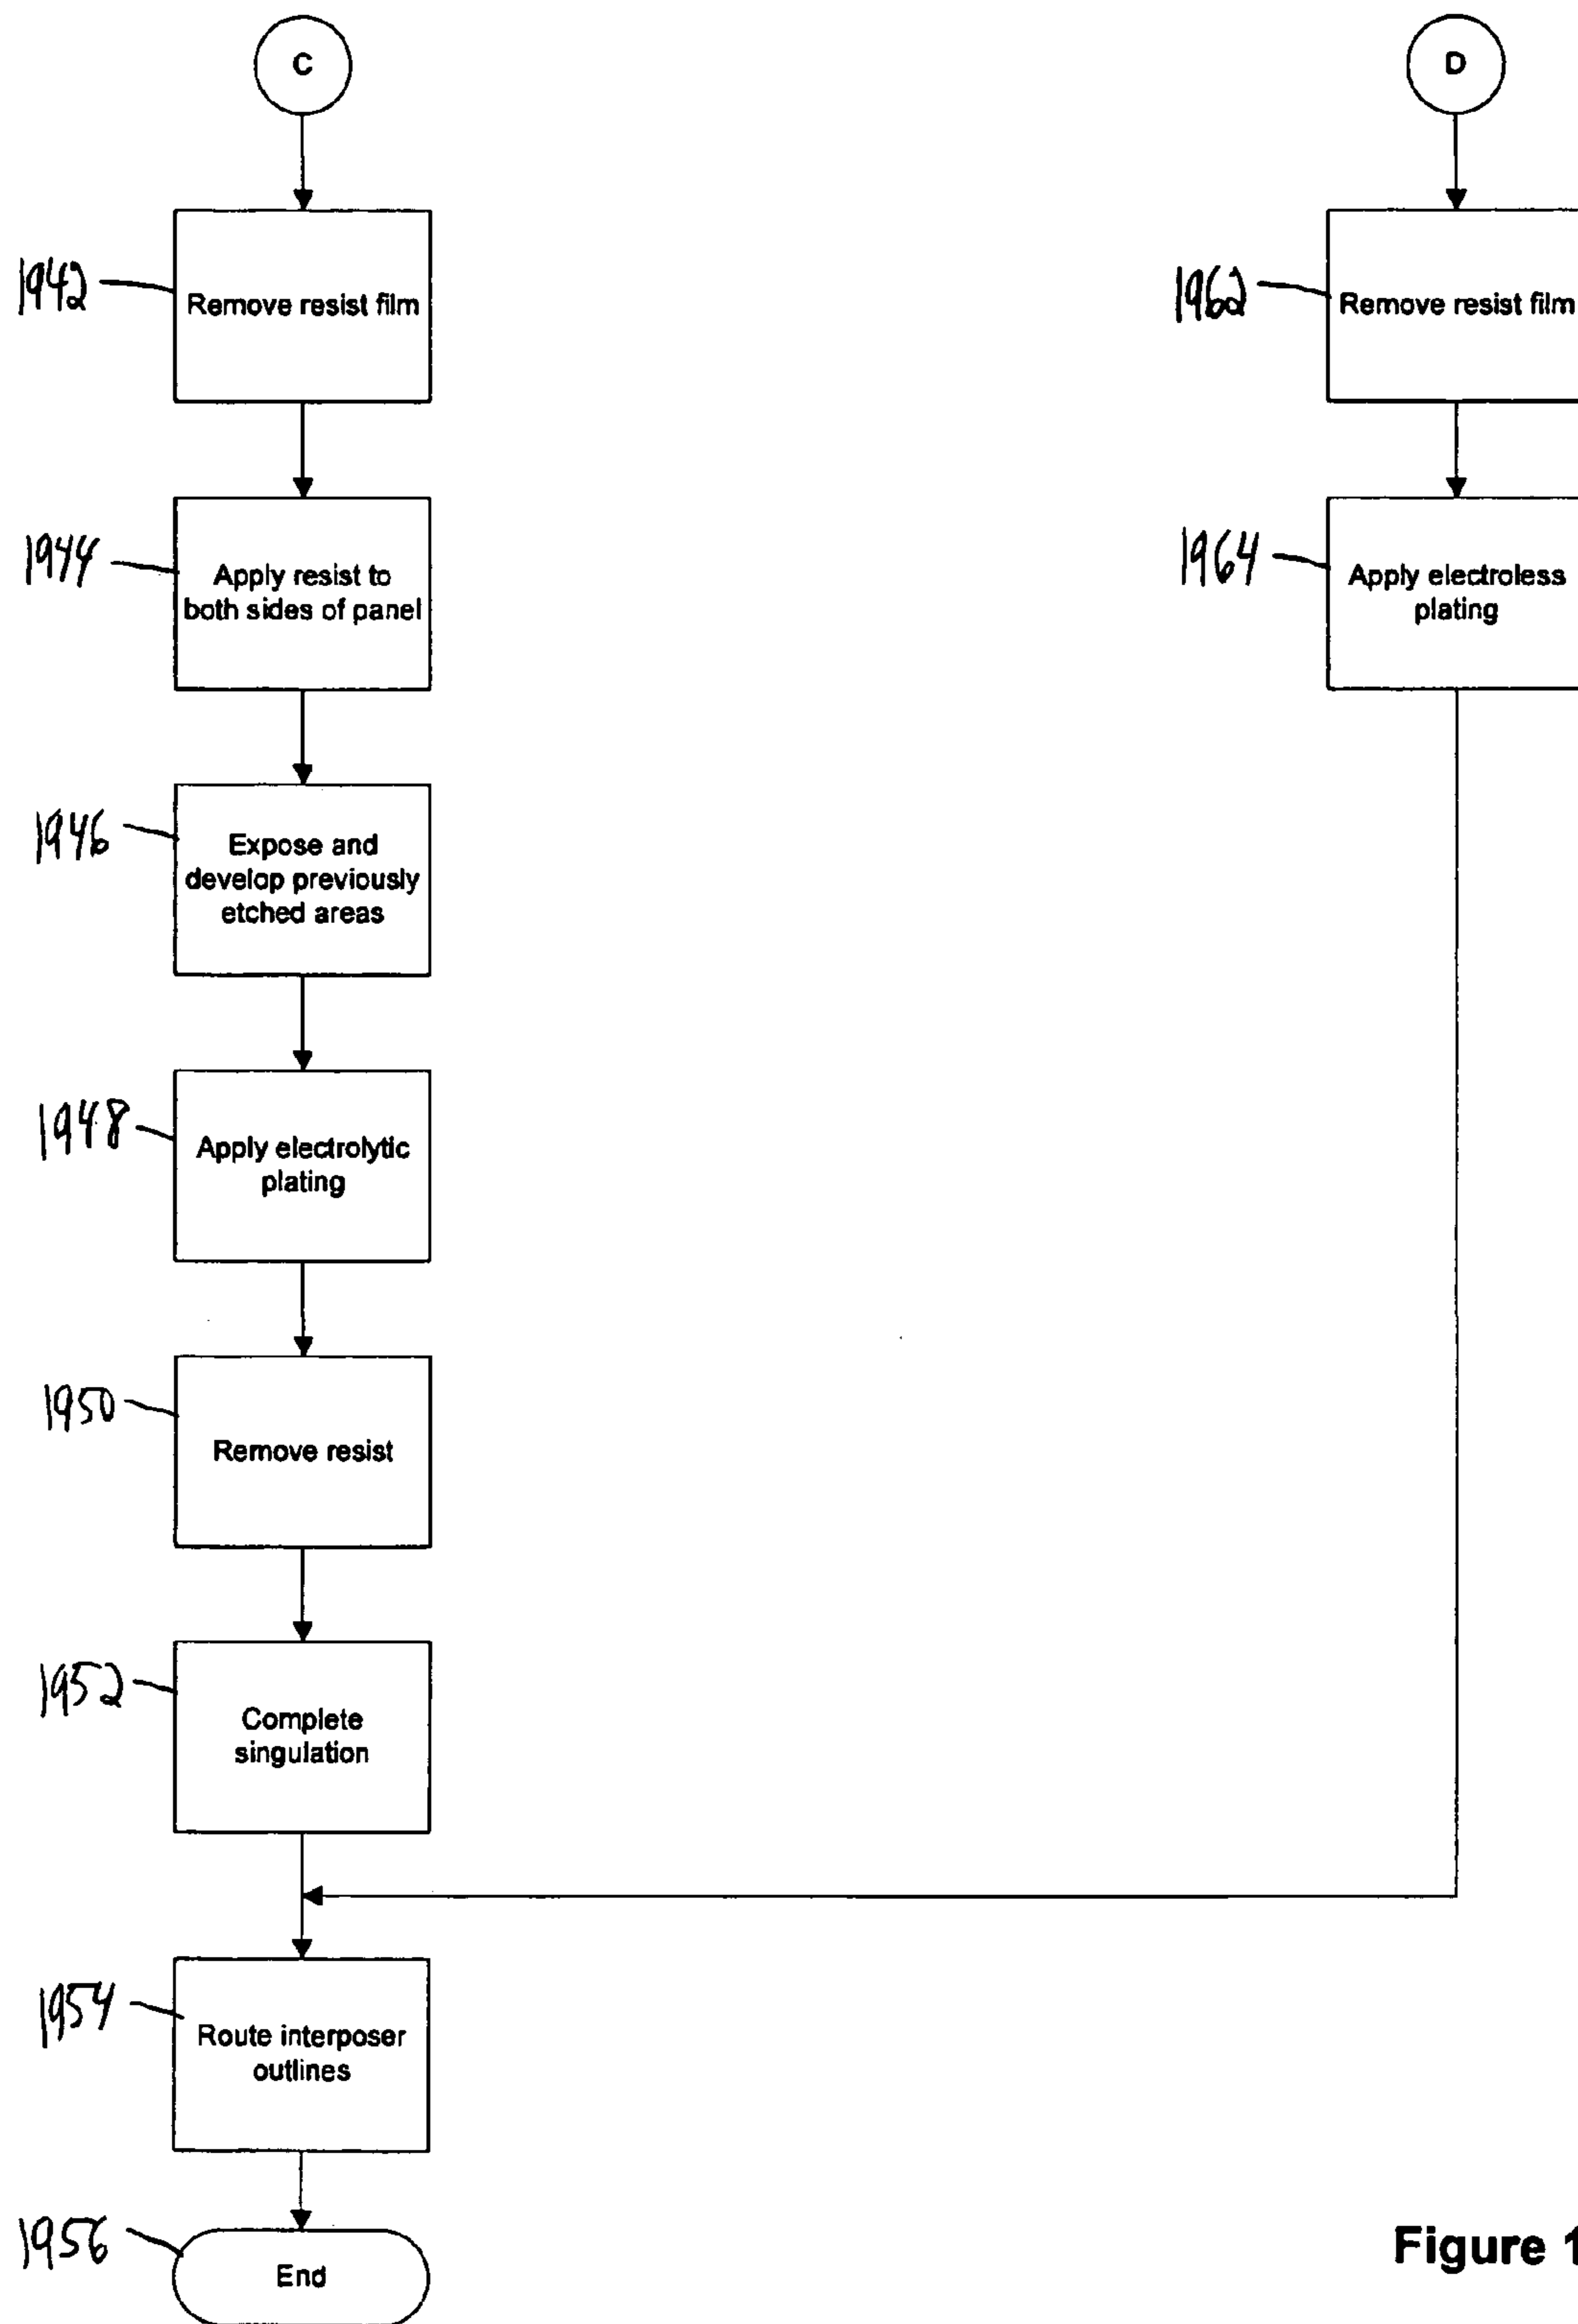 C
1942
Remove resist film
1944
Apply resist to
both sides of panel
1946
Expose and
develop previously
etched areas
1948
Apply electrolytic
plating
1950
Remove resist
1952
Complete
singulation
1954
Route interposer
outlines
1956
End
D
1962
Remove resist film
1964
Apply electroless
plating
Figure 1